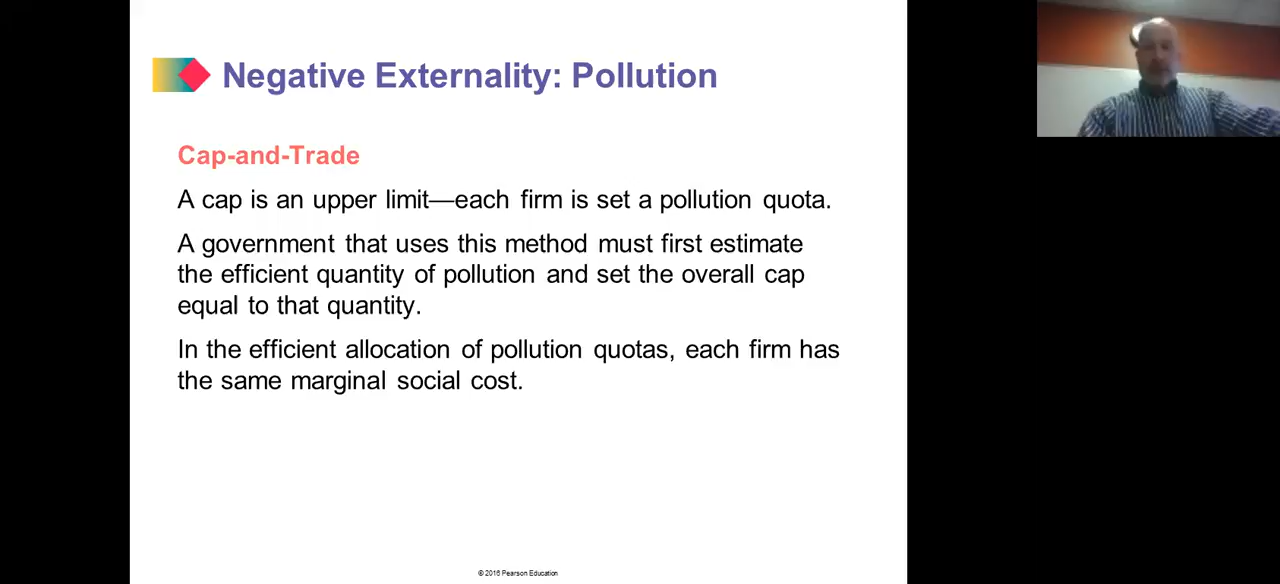 Negative Externality: Pollution
Cap-and-Trade
A cap is an upper limit—each firm is set a pollution quota.
A government that uses this method must first estimate
the efficient quantity of pollution and set the overall cap
equal to that quantity.
In the efficient allocation of pollution quotas, each firm has
the same marginal social cost.
© 2016 Pearson Education